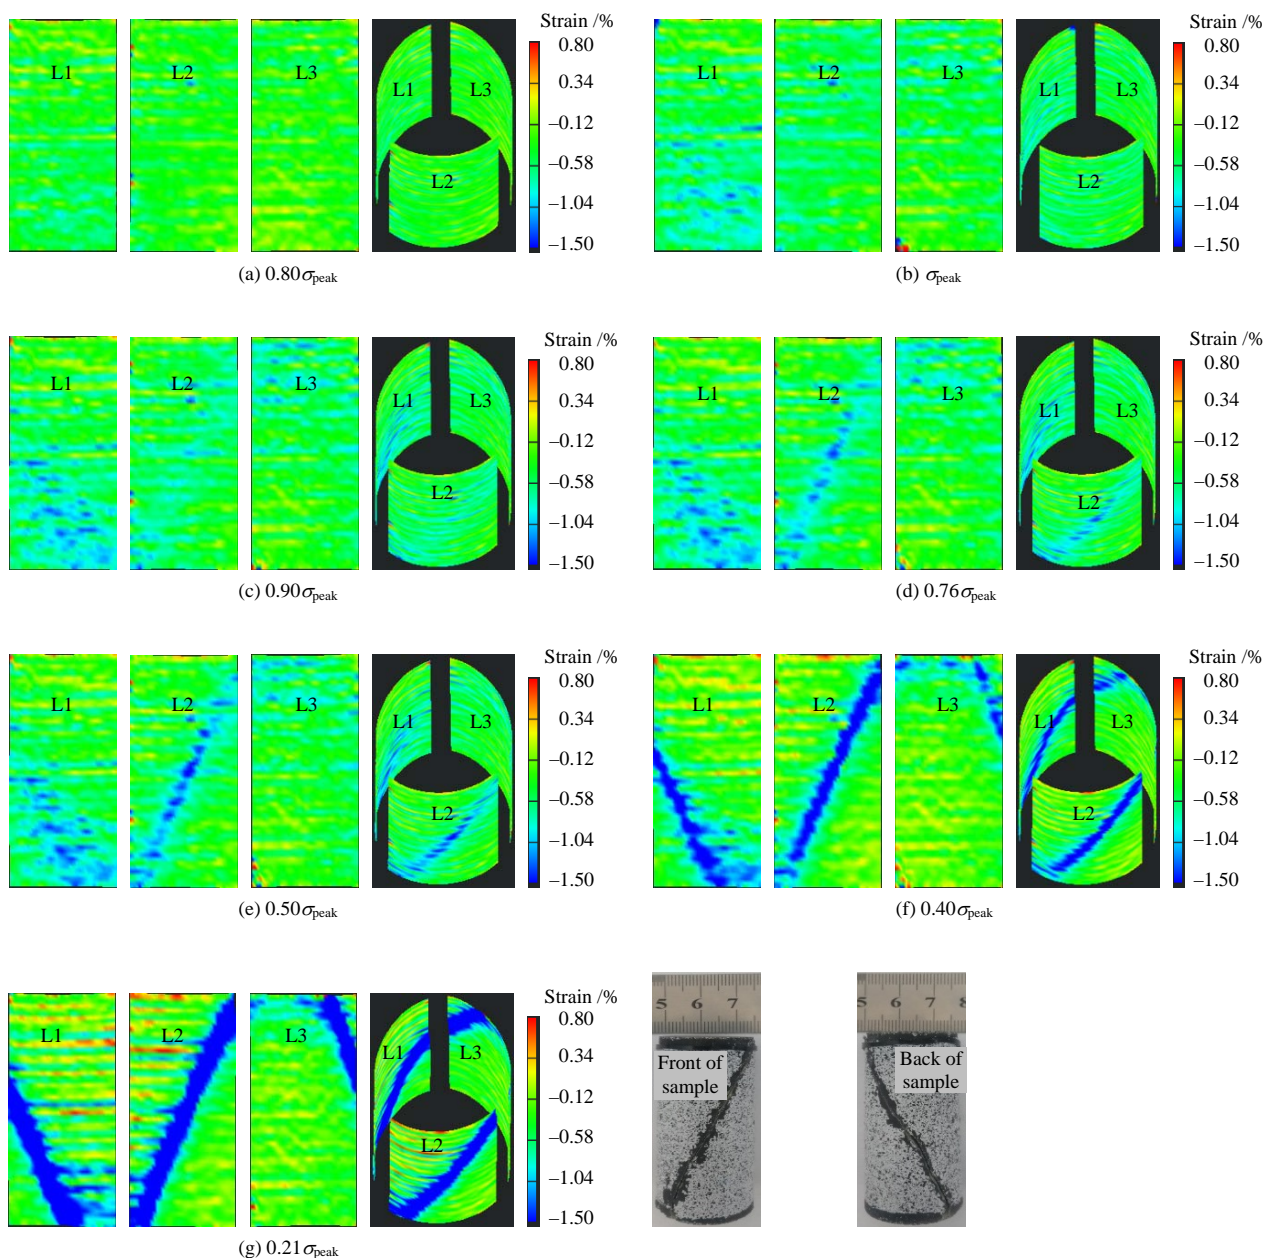 Strain /%
L1
L2
L3
L1
L3
L2
0.80
0.34
–0.12
–0.58
–1.04
–1.50
(a) 0.80σpeak
Strain /%
L1
L2
L3
L1
L3
L2
0.80
0.34
–0.12
–0.58
–1.04
–1.50
(b) σpeak
Strain /%
L1
L2
L3
L1
L3
L2
0.80
0.34
–0.12
–0.58
–1.04
–1.50
(c) 0.90σpeak
Strain /%
L1
L2
L3
L1
L3
L2
0.80
0.34
–0.12
–0.58
–1.04
–1.50
(d) 0.76σpeak
Strain /%
L1
L2
L3
L1
L3
L2
0.80
0.34
–0.12
–0.58
–1.04
–1.50
(e) 0.50σpeak
Strain /%
L1
L2
L3
L1
L3
L2
0.80
0.34
–0.12
–0.58
–1.04
–1.50
(f) 0.40σpeak
Strain /%
L1
L2
L3
L1
L3
L2
0.80
0.34
–0.12
–0.58
–1.04
–1.50
(g) 0.21σpeak
5 6 7
Front of
sample
5 6 7 8
Back of
sample